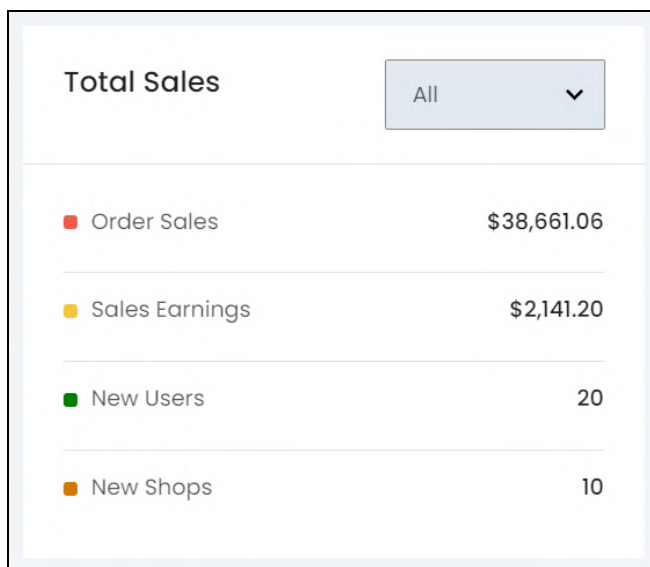 Total Sales
All
Order Sales $38,661.06
Sales Earnings $2,141.20
New Users 20
New Shops 10